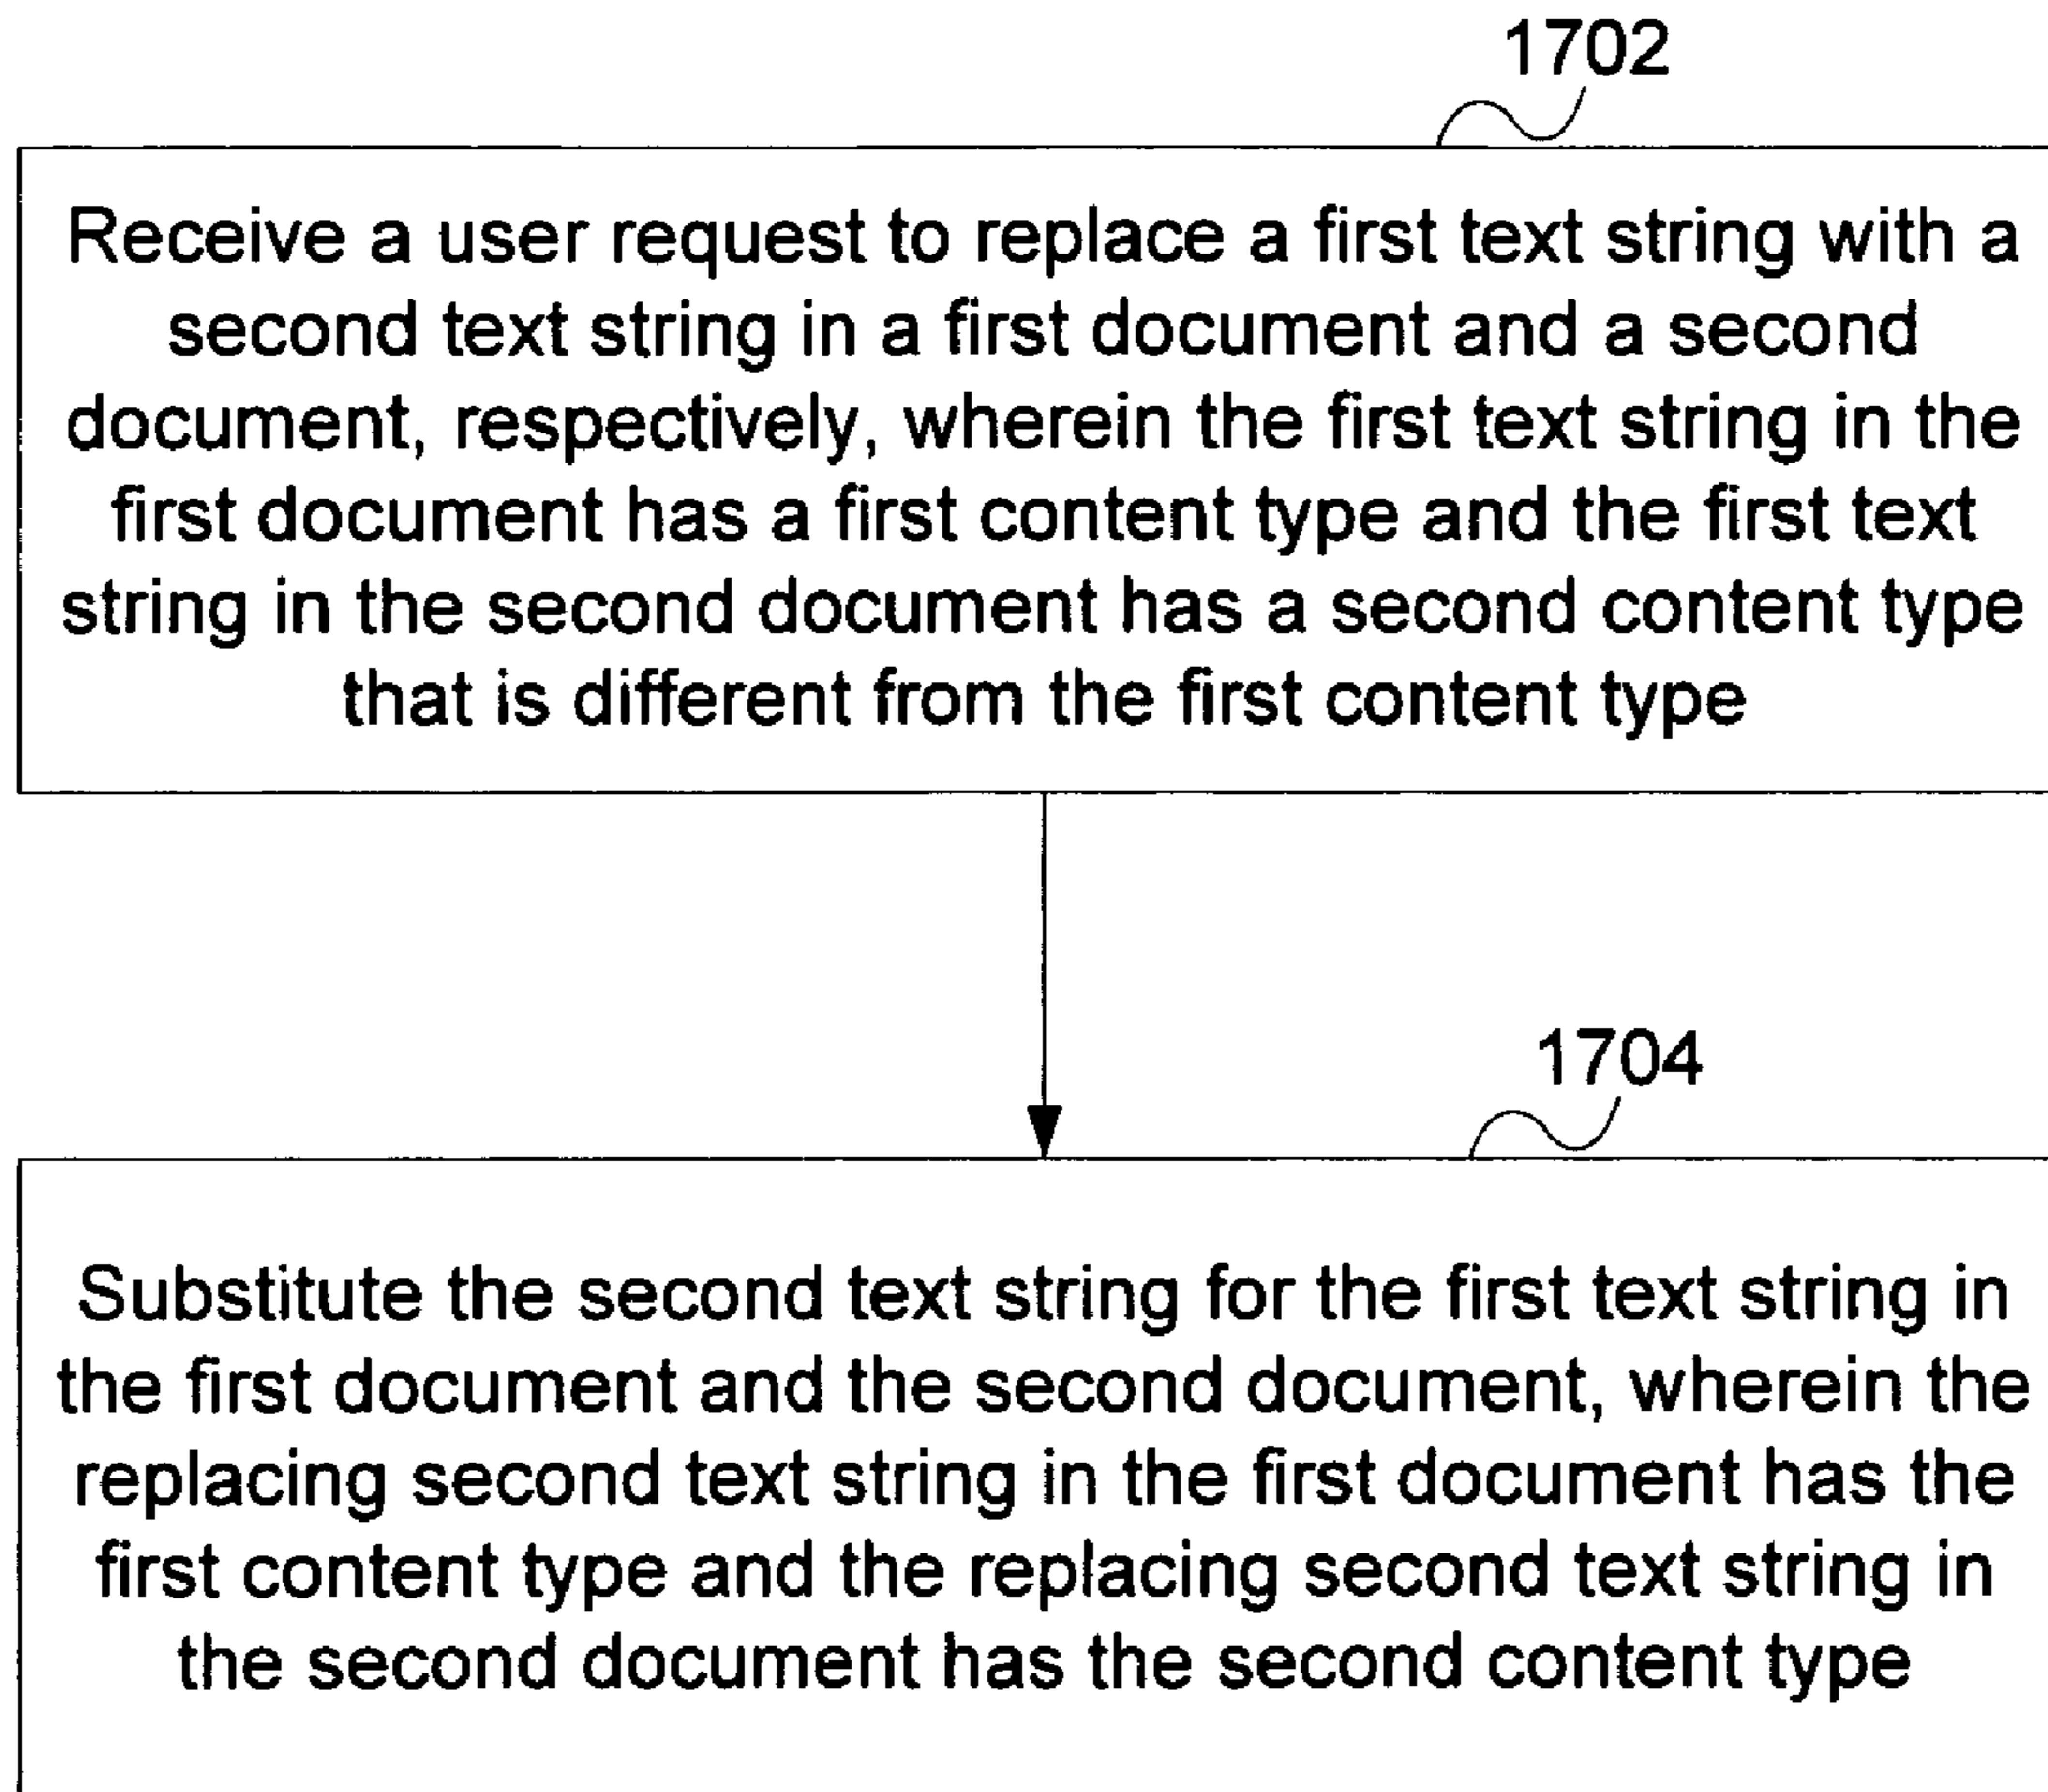 1702
Receive a user request to replace a first text string with a
second text string in a first document and a second
document, respectively, wherein the first text string in the
first document has a first content type and the first text
string in the second document has a second content type
that is different from the first content type
1704
Substitute the second text string for the first text string in
the first document and the second document, wherein the
replacing second text string in the first document has the
first content type and the replacing second text string in
the second document has the second content type